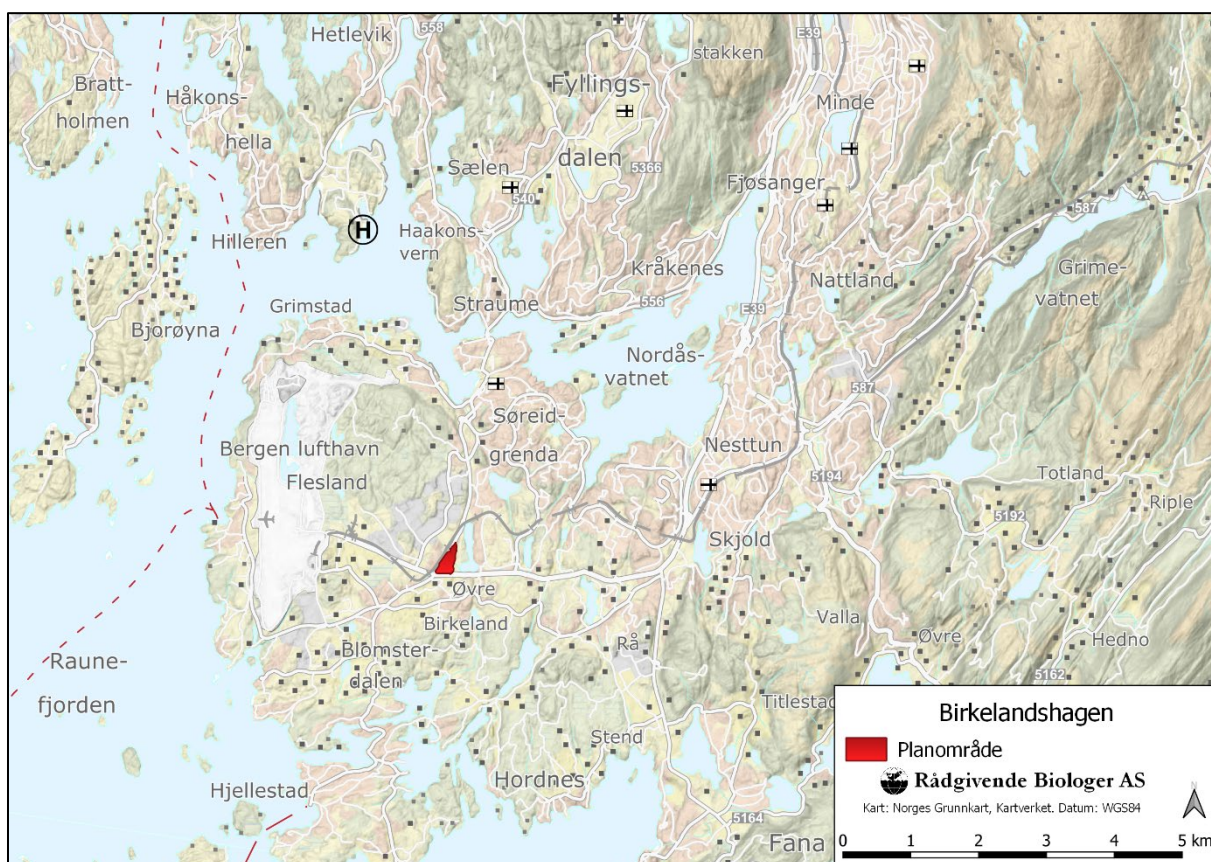 Hetlevik
558
E39
stakken
Bratt-
holmen
Håkons-
hella
Fyllings-
dalen
Minde
5366
Sælen
540
Fjøsanger
587
Hilleren
H
Haakons-
vern
Kråkenes
Nattland
Grime-
vatnet
Bjorøyna
Grimstad
Straume
556
E39
Nordås-
vatnet
587
Søreid-
grenda
Bergen lufthavn
Flesland
Nesttun
5194
Totland
Riple
5192
Skjold
Øvre
Birkeland
Valla
Øvre
Hedno
Rå
5162
Blomster-
dalen
Raune-
fjorden
Titlestad
Stend
Hordnes
Hjellestad
5164
Fana
Birkelandshagen
Planområde
Rådgivende Biologer AS
Kart: Norges Grunnkart, Kartverket. Datum: WGS84
N
0 1 2 3 4 5 km